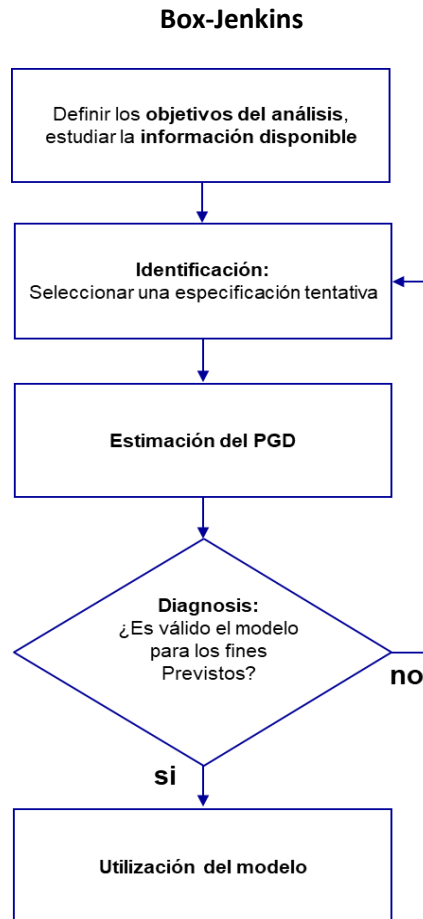 Box-Jenkins
Definir los objetivos del análisis,
estudiar la información disponible
Identificación:
Seleccionar una especificación tentativa
Estimación del PGD
Diagnosis:
¿Es válido el modelo
para los fines
Previstos?
no
si
Utilización del modelo